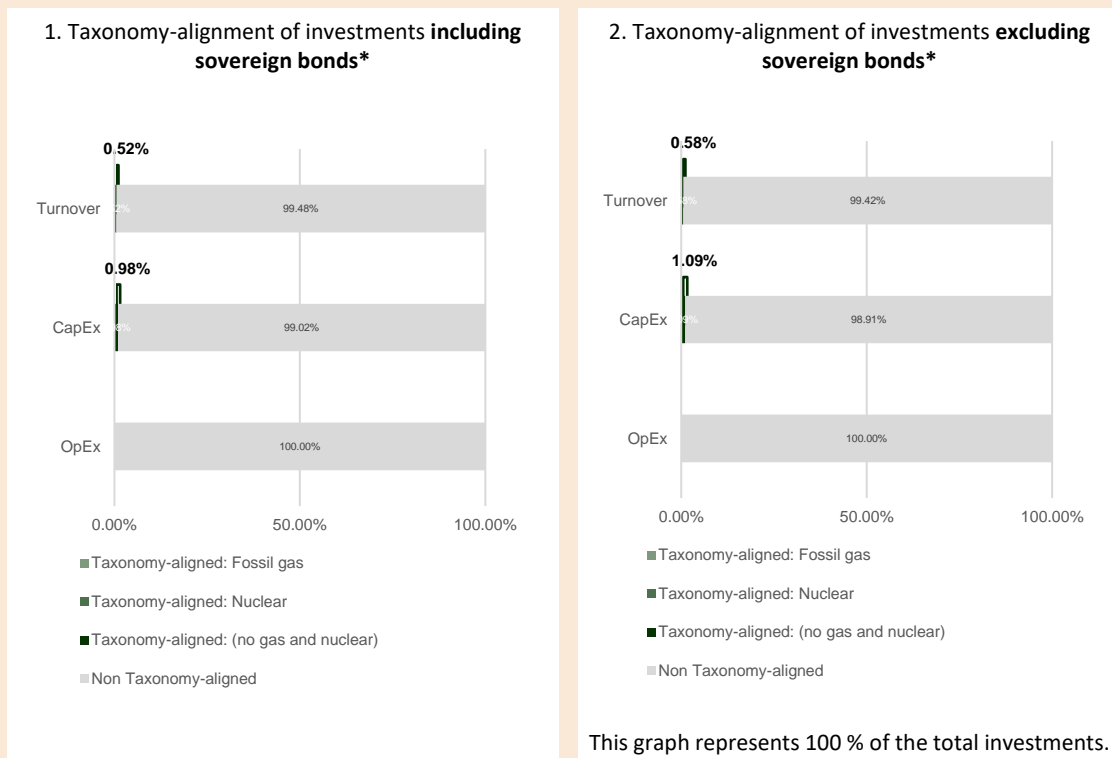 1. Taxonomy-alignment of investments including
sovereign bonds*
0.52%
Turnover
99.48%
0.98%
CapEx
99.02%
OpEx
100.00%
0.00%
50.00%
100.00%
Taxonomy-aligned: Fossil gas
Taxonomy-aligned: Nuclear
Taxonomy-aligned: (no gas and nuclear)
Non Taxonomy-aligned
2. Taxonomy-alignment of investments excluding
sovereign bonds*
0.58%
Turnover
99.42%
1.09%
CapEx
98.91%
OpEx
100.00%
0.00%
50.00%
100.00%
Taxonomy-aligned: Fossil gas
Taxonomy-aligned: Nuclear
Taxonomy-aligned: (no gas and nuclear)
Non Taxonomy-aligned
This graph represents 100 % of the total investments.